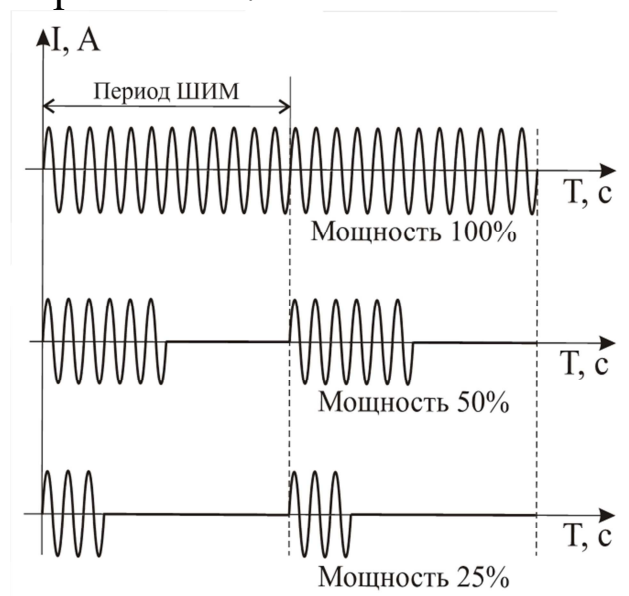 I, A
Период ШИМ
T, c
Мощность 100%
T, c
Мощность 50%
T, c
Мощность 25%